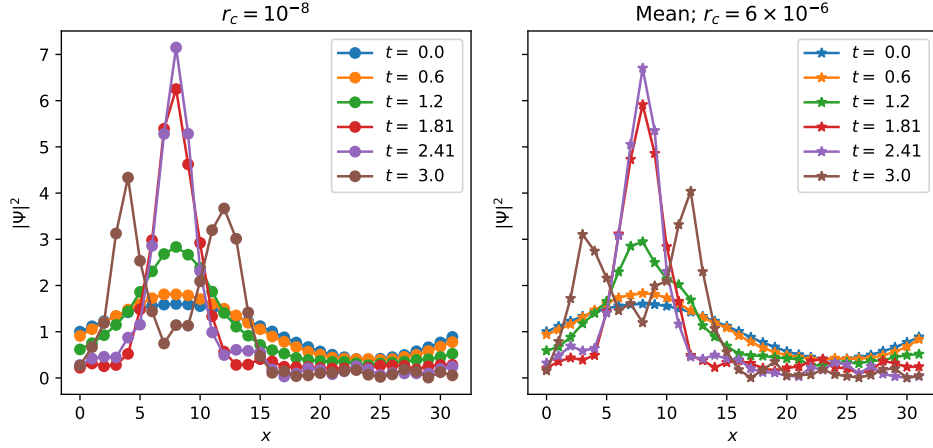 r_c = 10^{-8}
|Ψ|²
7
6
5
4
3
2
1
0
t = 0.0
t = 0.6
t = 1.2
t = 1.81
t = 2.41
t = 3.0
0 5 10 15 20 25 30
x
Mean; r_c = 6 × 10^{-6}
|Ψ|²
t = 0.0
t = 0.6
t = 1.2
t = 1.81
t = 2.41
t = 3.0
0 5 10 15 20 25 30
x